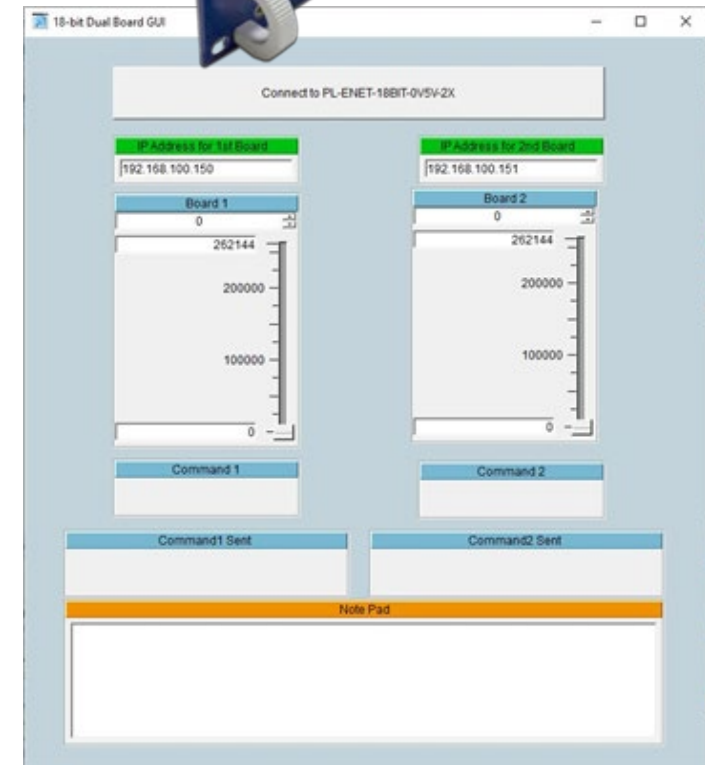 18-bit Dual Board GUI
Connect to PL-ENET-18BIT-0V5V-2X
IP Address for 1st Board
IP Address for 2nd Board
192.168.100.150
192.168.100.151
Board 1
0
262144
200000
100000
0
Board 2
0
262144
200000
100000
0
Command 1
Command 2
Command1 Sent
Command2 Sent
Note Pad